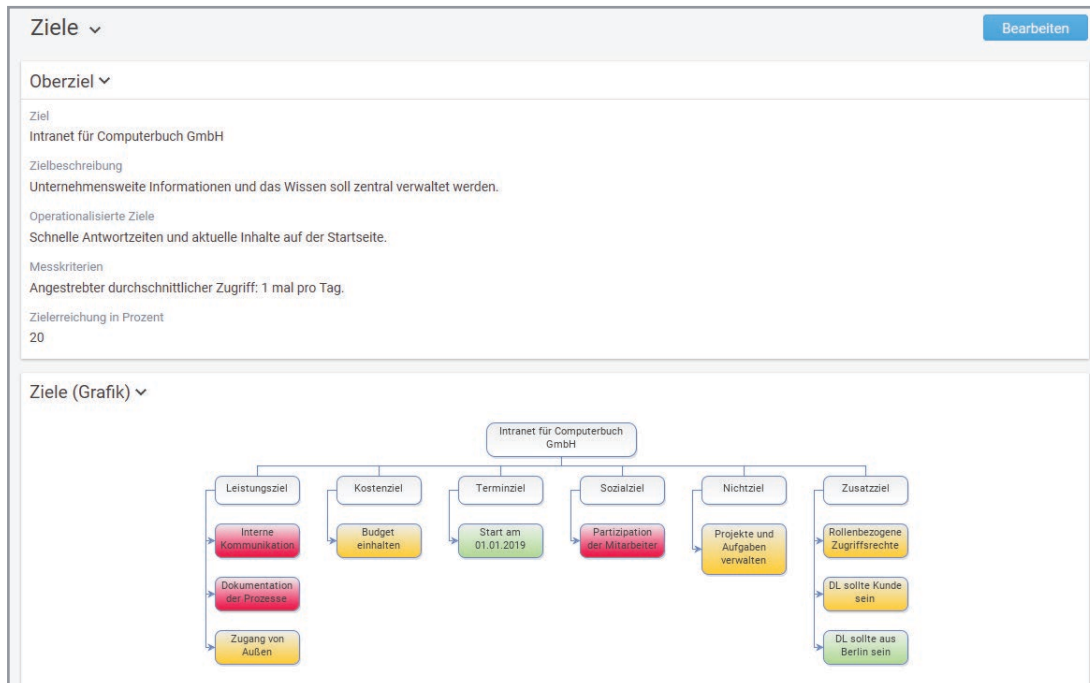 Ziele
Bearbeiten
Oberziel
Ziel
Intranet für Computerbuch GmbH
Zielbeschreibung
Unternehmensweite Informationen und das Wissen soll zentral verwaltet werden.
Operationalisierte Ziele
Schnelle Antwortzeiten und aktuelle Inhalte auf der Startseite.
Messkriterien
Angestrebter durchschnittlicher Zugriff: 1 mal pro Tag.
Zielerreichung in Prozent
20
Ziele (Grafik)
Intranet für Computerbuch
GmbH
Leistungsziel
Interne
Kommunikation
Dokumentation
der Prozesse
Zugang von
Außen
Kostenziel
Budget
einhalten
Terminziel
Start am
01.01.2019
Sozialziel
Partizipation
der Mitarbeiter
Nichtziel
Projekte und
Aufgaben
verwalten
Zusatzziel
Rollenbezogene
Zugriffsrechte
DL sollte Kunde
sein
DL sollte aus
Berlin sein